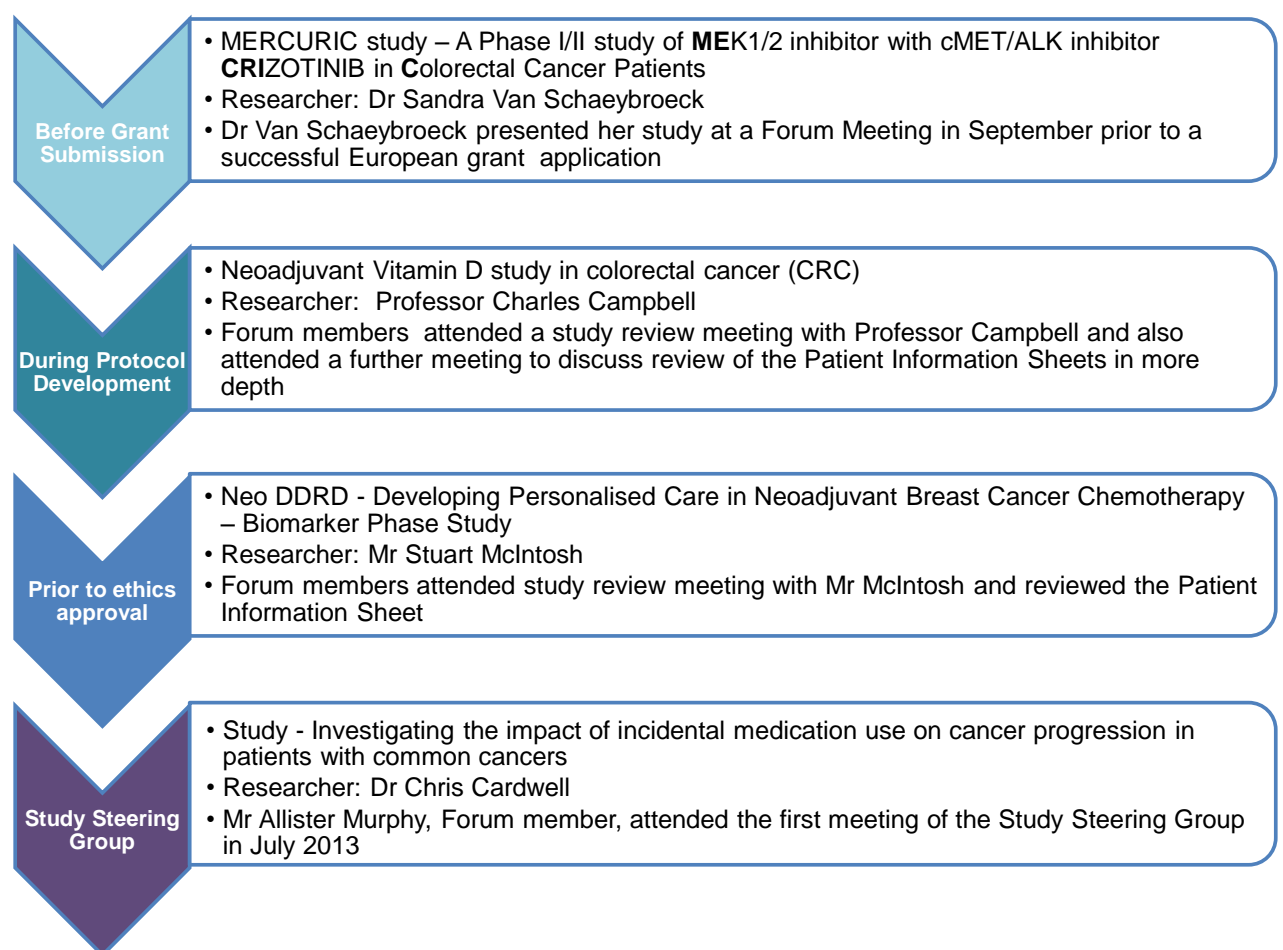 Before Grant
Submission
• MERCURIC study – A Phase I/II study of MEK1/2 inhibitor with cMET/ALK inhibitor
CRIZOTINIB in Colorectal Cancer Patients
• Researcher: Dr Sandra Van Schaeybroeck
• Dr Van Schaeybroeck presented her study at a Forum Meeting in September prior to a
successful European grant application
During Protocol
Development
• Neoadjuvant Vitamin D study in colorectal cancer (CRC)
• Researcher: Professor Charles Campbell
• Forum members attended a study review meeting with Professor Campbell and also
attended a further meeting to discuss review of the Patient Information Sheets in more
depth
Prior to ethics
approval
• Neo DDRD - Developing Personalised Care in Neoadjuvant Breast Cancer Chemotherapy
– Biomarker Phase Study
• Researcher: Mr Stuart McIntosh
• Forum members attended study review meeting with Mr McIntosh and reviewed the Patient
Information Sheet
Study Steering
Group
• Study - Investigating the impact of incidental medication use on cancer progression in
patients with common cancers
• Researcher: Dr Chris Cardwell
• Mr Allister Murphy, Forum member, attended the first meeting of the Study Steering Group
in July 2013